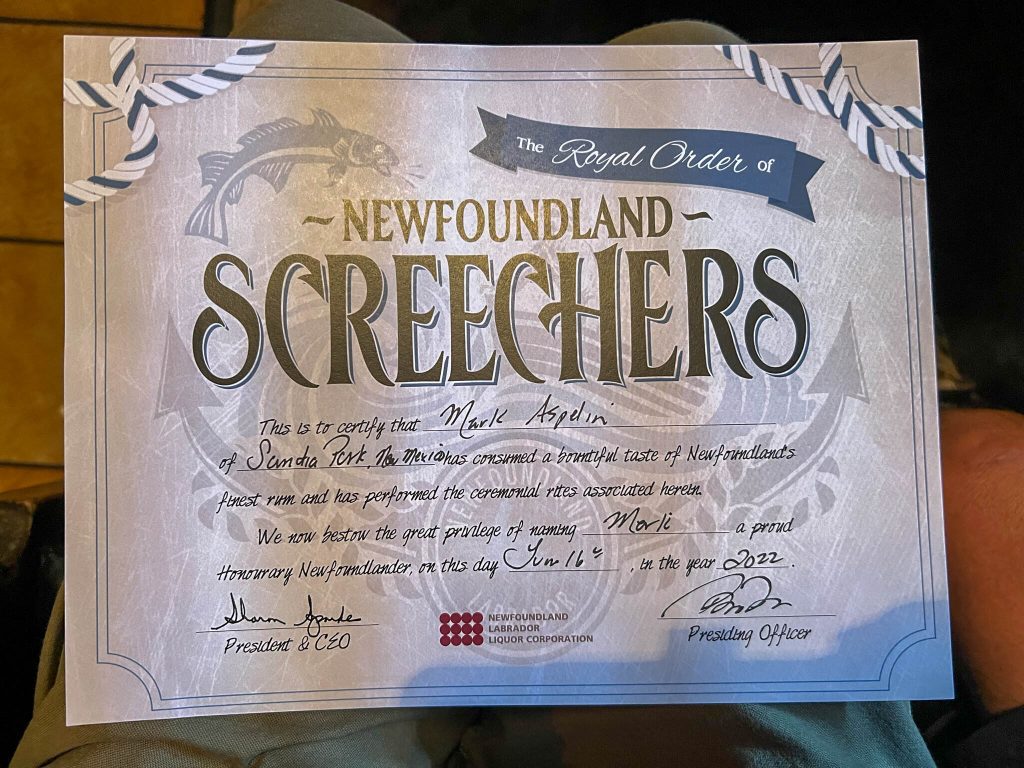 The Royal Order of
~NEWFOUNDLAND~
SCREECHERS
This is to certify that Mark Aspelin
of Sandia Park, New Mexico has consumed a bountiful taste of Newfoundland's
finest rum and has performed the ceremonial rites associated herein.
We now bestow the great privilege of naming a proud
Honourary Newfoundlander, on this day Jun 16, in the year 2022.
Sharon
President & CEO
NEWFOUNDLAND
LABRADOR
LIQUOR CORPORATION
Presiding Officer